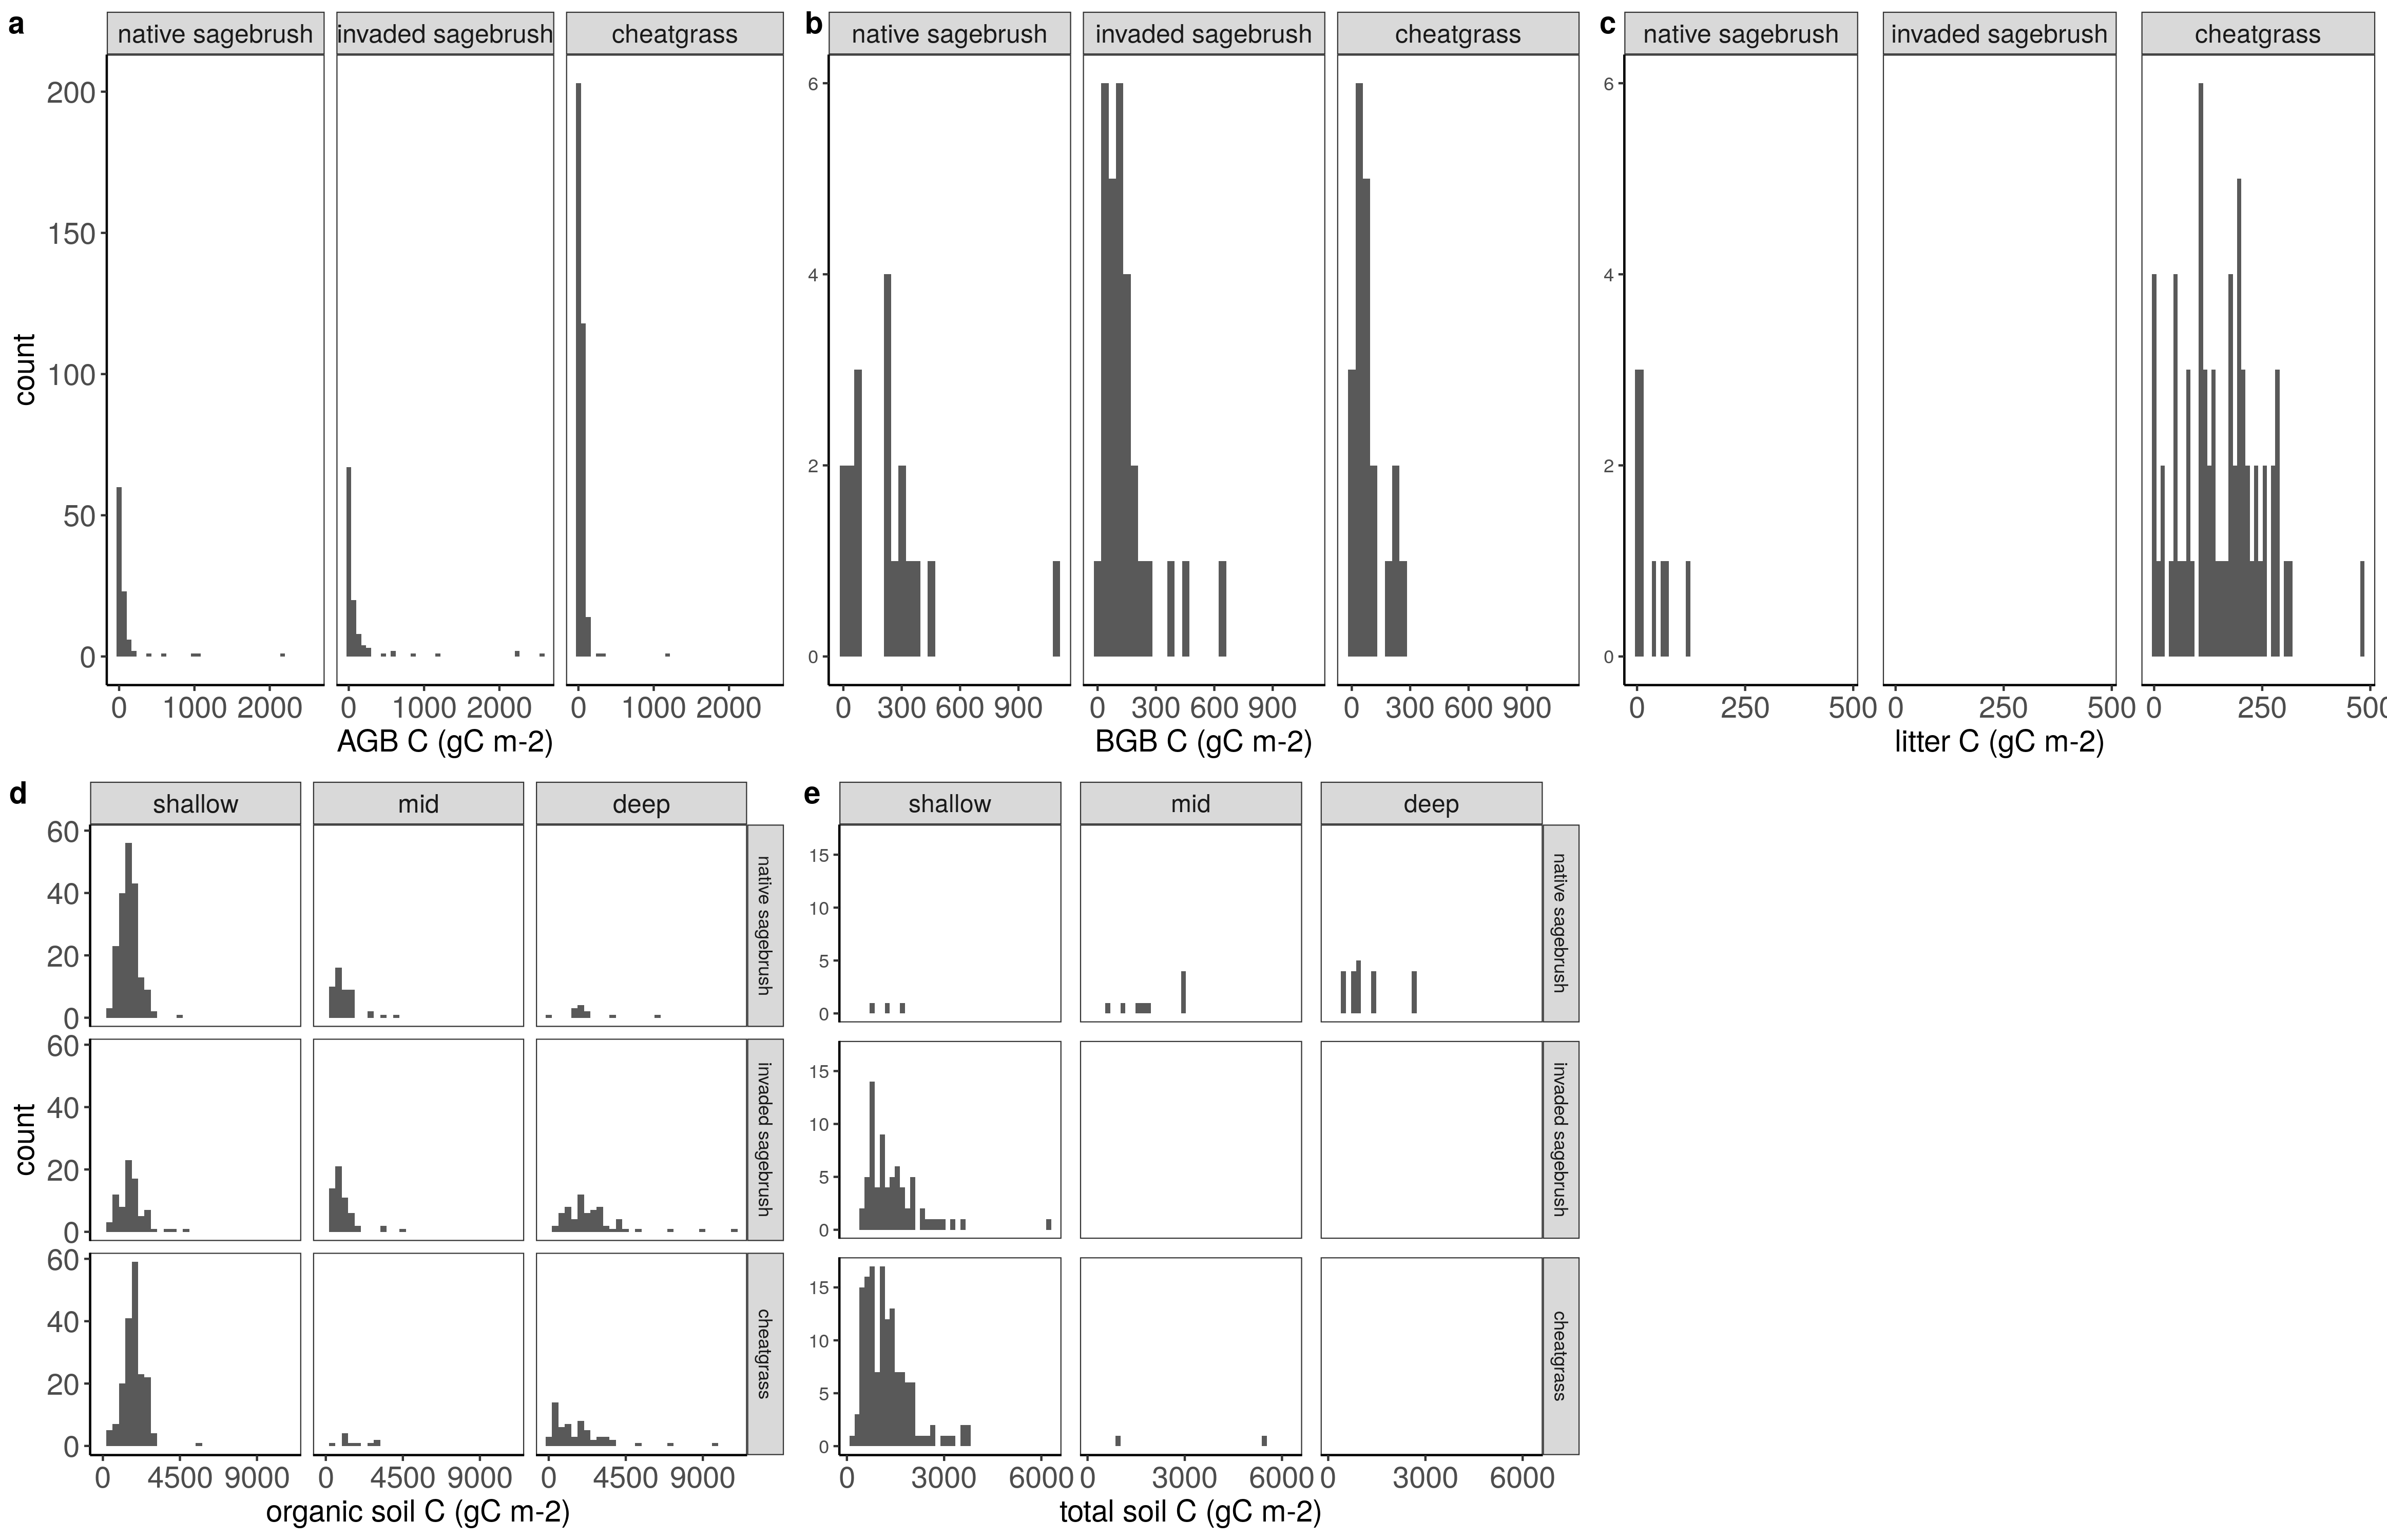 a
native sagebrush invaded sagebrush cheatgrass
200
150
100
50
0
count
0 1000 2000 0 1000 2000 0 1000 2000
AGB C (gC m-2)
b
native sagebrush invaded sagebrush cheatgrass
6
4
2
0
0 300 600 900 0 300 600 900 0 300 600 900
BGB C (gC m-2)
c
native sagebrush invaded sagebrush cheatgrass
6
4
2
0
0 250 500 0 250 500 0 250 500
litter C (gC m-2)
d
shallow mid deep
60
40
20
0
native sagebrush
60
40
20
0
invaded sagebrush
60
40
20
0
cheatgrass
count
0 4500 9000 0 4500 9000 0 4500 9000
organic soil C (gC m-2)
e
shallow mid deep
15
10
5
0
native sagebrush
15
10
5
0
invaded sagebrush
15
10
5
0
cheatgrass
0 3000 6000 0 3000 6000 0 3000 6000
total soil C (gC m-2)